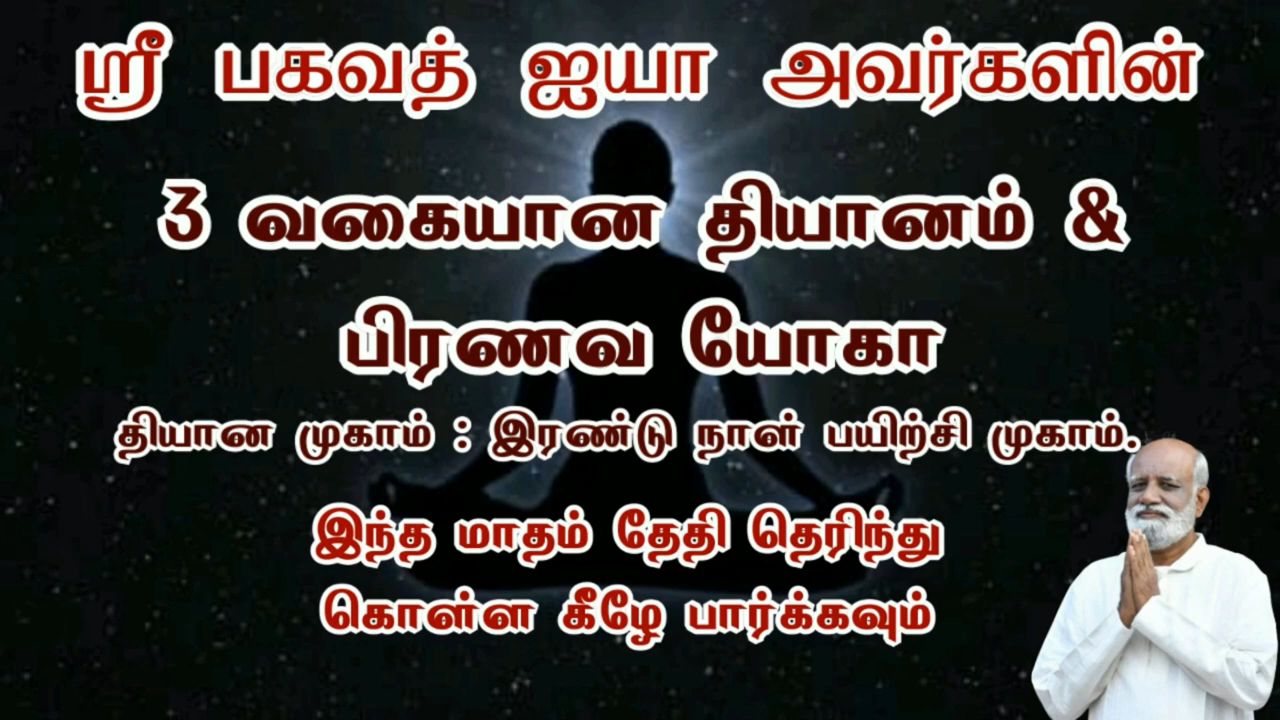 ஸ்ரீ பகவத் ஐயா அவர்களின்
3 வகையான தியானம் &
பிரணவ யோகா
தியான முகாம் : இரண்டு நாள் பயிற்சி முகாம்.
இந்த மாதம் தேதி தெரிந்து
கொள்ள கீழே பார்க்கவும்